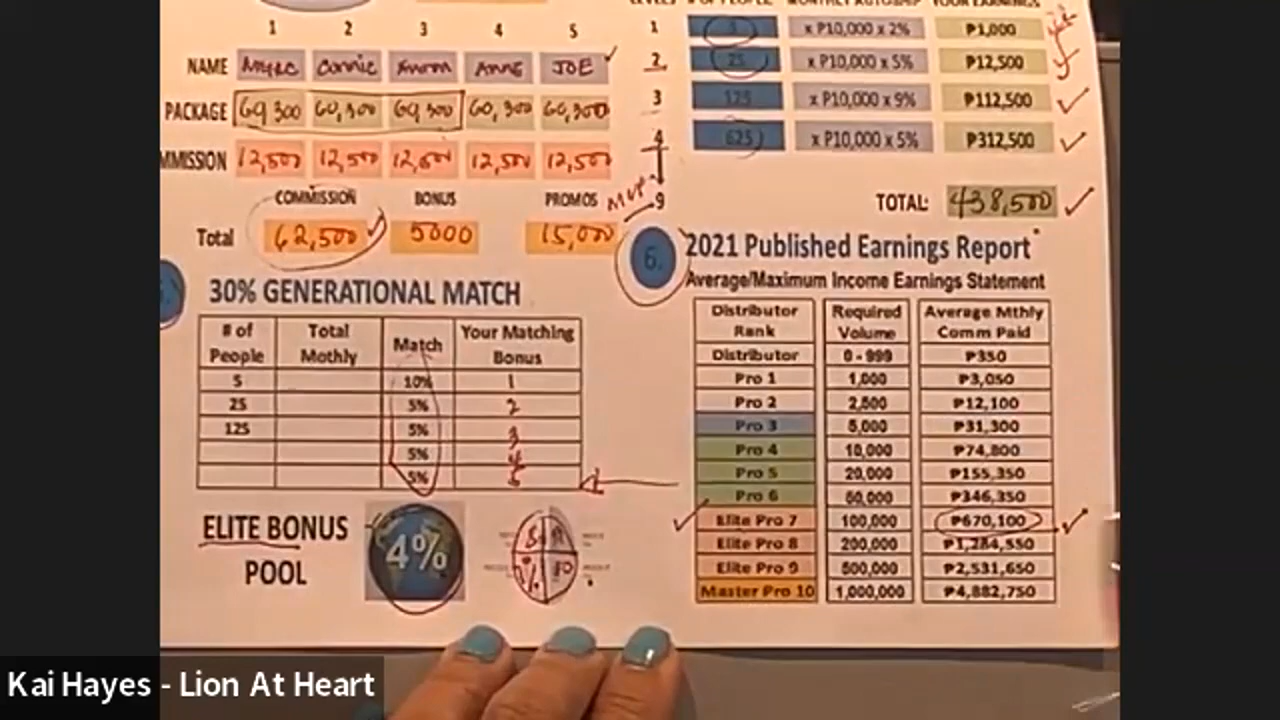 1 2 3 4 5
NAME Connie Anne JOE
PACKAGE 60,300 60,300 60,300 60,300 60,300
MMISSION 12,500 12,500 12,500 12,500 12,500
COMMISSION BONUS PROMOS
Total 62,500 5000 15,000
30% GENERATIONAL MATCH
# of People Total Mothly Match Your Matching Bonus
5 10% 1
25 5% 2
125 5% 3
5% 4
5% 5
ELITE BONUS
POOL
4%
1 x ₱10,000 x 2% ₱1,000
2 25 x ₱10,000 x 5% ₱12,500
3 125 x ₱10,000 x 9% ₱112,500
4 625 x ₱10,000 x 5% ₱312,500
9
TOTAL: 438,500
6. 2021 Published Earnings Report
Average/Maximum Income Earnings Statement
Distributor Rank Required Volume Average Mthly Comm Paid
Distributor 0 - 999 ₱350
Pro 1 1,000 ₱3,050
Pro 2 2,500 ₱12,100
Pro 3 5,000 ₱31,300
Pro 4 10,000 ₱74,800
Pro 5 20,000 ₱155,350
Pro 6 50,000 ₱346,350
Elite Pro 7 100,000 ₱670,100
Elite Pro 8 200,000 ₱1,284,550
Elite Pro 9 500,000 ₱2,531,650
Master Pro 10 1,000,000 ₱4,882,750
Kai Hayes - Lion At Heart